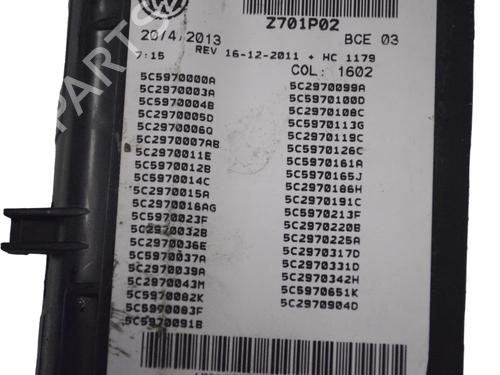 Z701P02
20/4/2013
BCE 03
REV 16-12-2011 + HC 1179
7:15
COL: 1602
5C5970000A
5C2970003A
5C5970004B
5C2970005D
5C2970006Q
5C2970007AB
5C2970011E
5C5970012B
5C5970014C
5C2970015A
5C2970016AG
5C5970023F
5C2970032B
5C2970036E
5C5970037A
5C2970039A
5C2970043M
5C5970082K
5C5970083F
5C5970091B
5C2970099A
5C5970100D
5C2970108C
5C5970113G
5C2970119C
5C5970126C
5C5970161A
5C5970165J
5C2970186H
5C2970191C
5C5970213F
5C2970220B
5C2970225A
5C2970317D
5C2970331D
5C2970342H
5C5970651K
5C2970904D